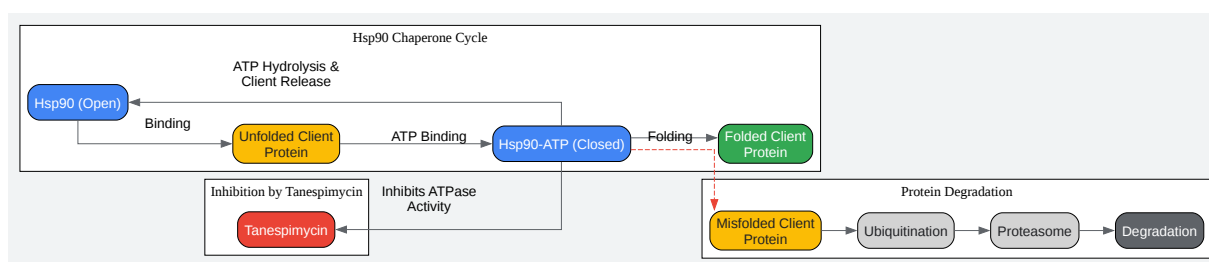 Hsp90 Chaperone Cycle
ATP Hydrolysis &
Client Release
Hsp90 (Open)
Binding
Unfolded Client
Protein
ATP Binding
Hsp90-ATP (Closed)
Folding
Folded Client
Protein
Inhibition by Tanespimycin
Inhibits ATPase
Activity
Tanespimycin
Protein Degradation
Misfolded Client
Protein
Ubiquitination
Proteasome
Degradation